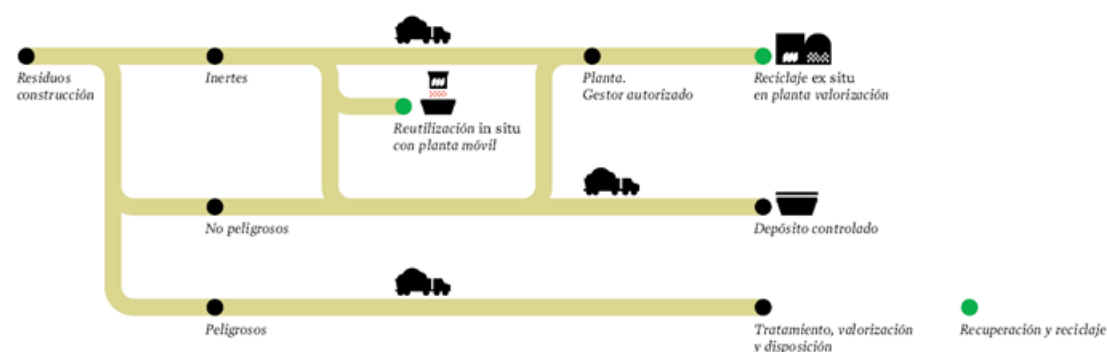 Residuos
construcción
Inertes
Planta.
Gestor autorizado
Reciclaje ex situ
en planta valorización
Reutilización in situ
con planta móvil
No peligrosos
Depósito controlado
Peligrosos
Tratamiento, valorización
y disposición
Recuperación y reciclaje